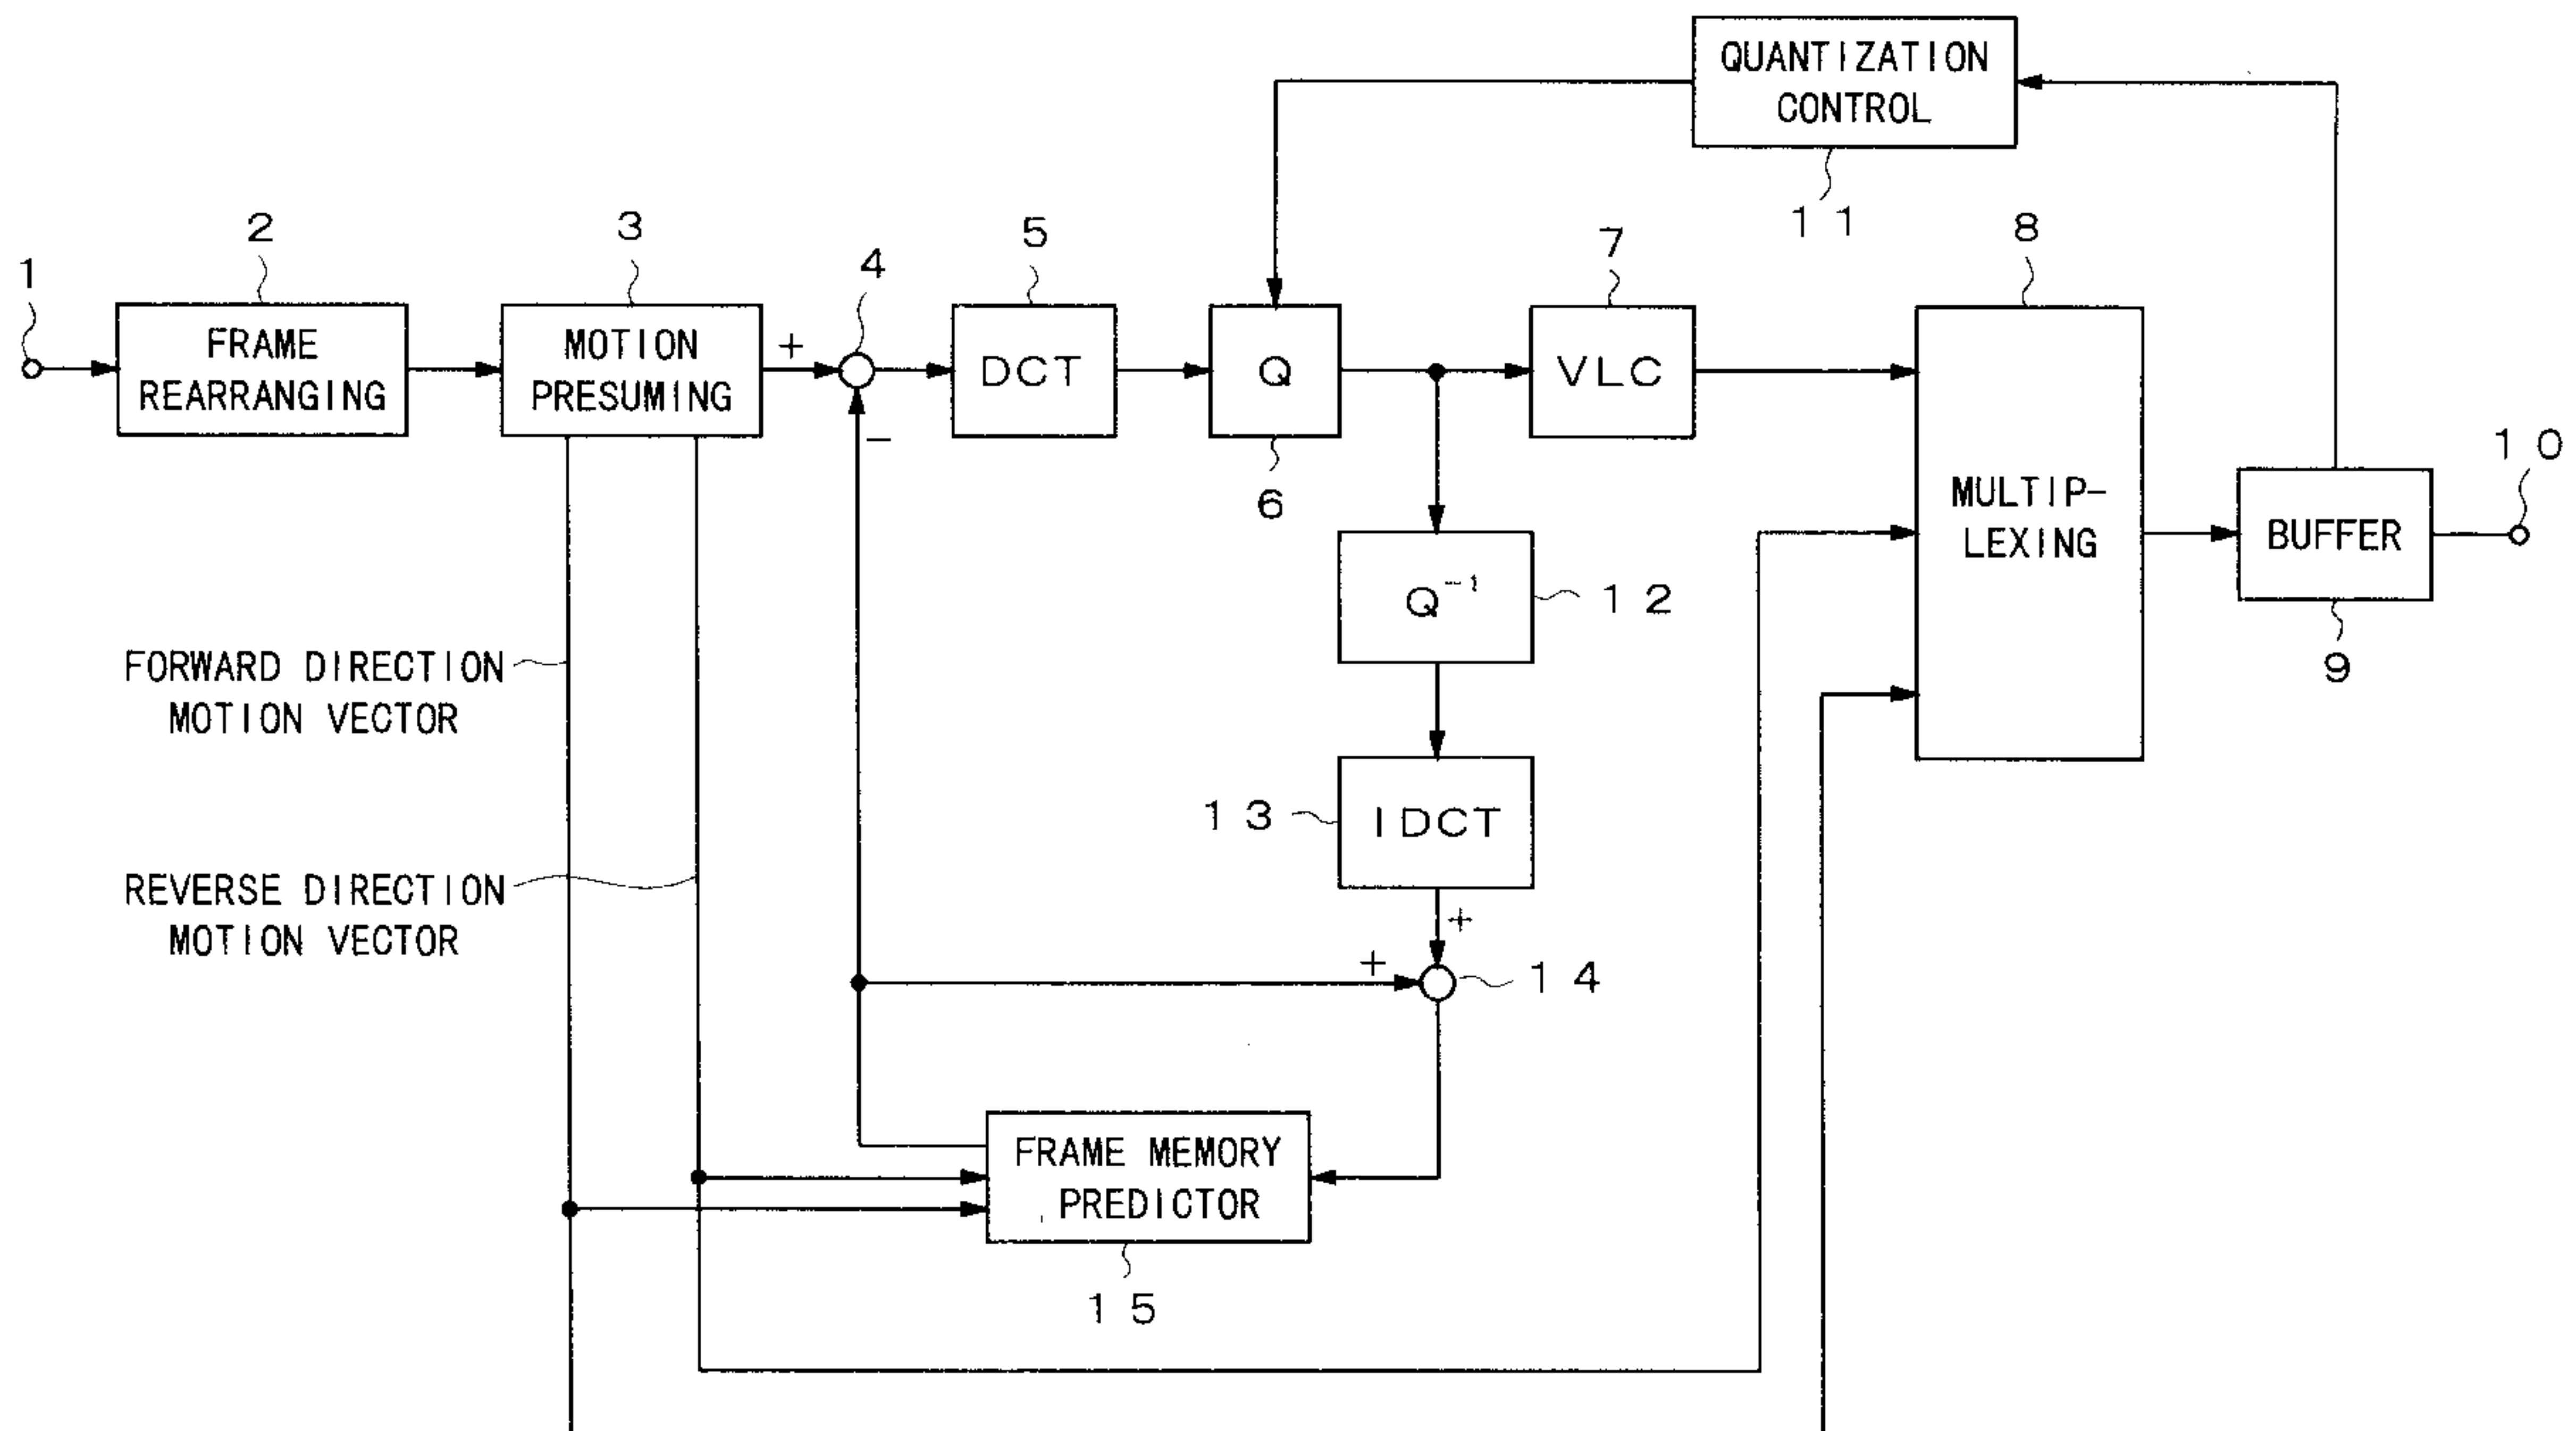 QUANTIZATION
CONTROL
11
1
2
3
4
5
7
8
FRAME
REARRANGING
MOTION
PRESUMING
+
−
DCT
Q
VLC
6
MULTIP-
LEXING
BUFFER
10
9
Q⁻¹
12
FORWARD DIRECTION
MOTION VECTOR
IDCT
13
REVERSE DIRECTION
MOTION VECTOR
+
+
14
FRAME MEMORY
PREDICTOR
15